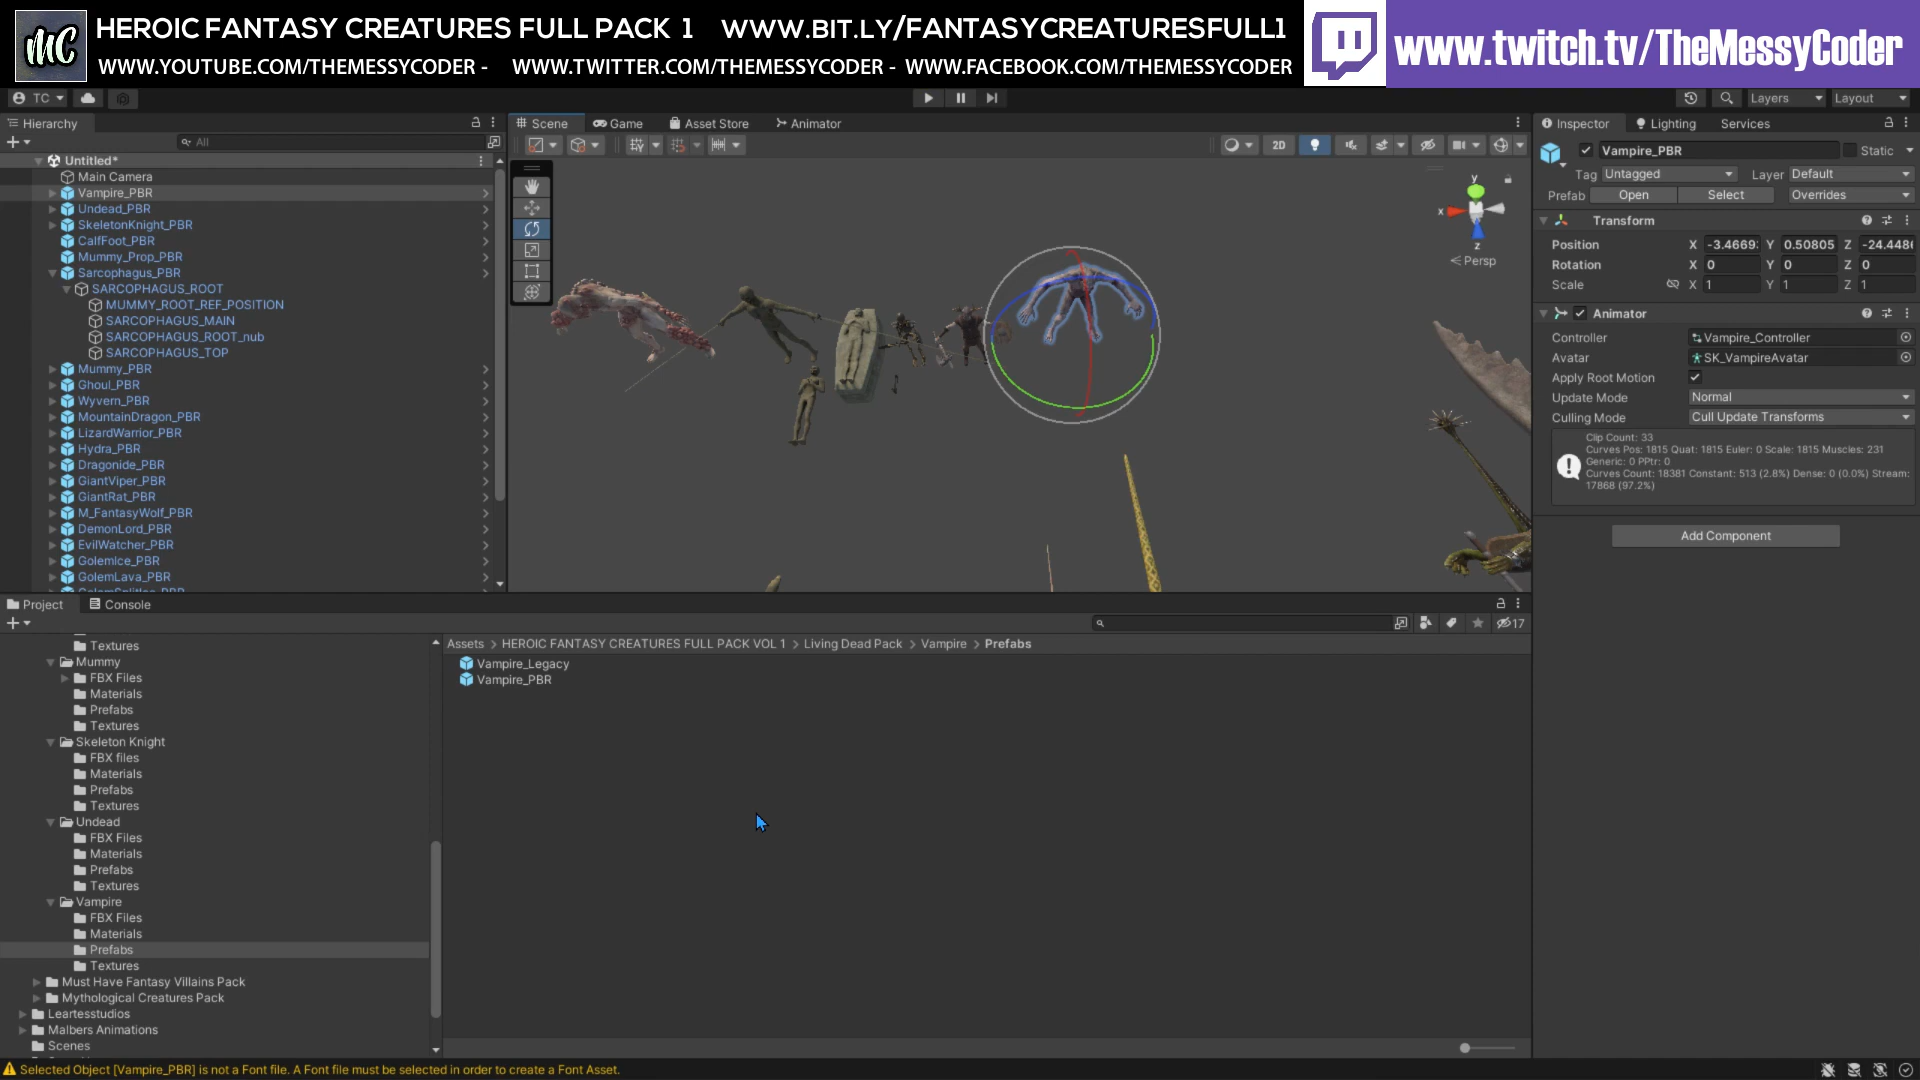 MC
HEROIC FANTASY CREATURES FULL PACK 1 WWW.BIT.LY/FANTASYCREATURESFULL1
WWW.YOUTUBE.COM/THEMESSYCODER - WWW.TWITTER.COM/THEMESSYCODER - WWW.FACEBOOK.COM/THEMESSYCODER
www.twitch.tv/TheMessyCoder
TC
Layers
Layout
Hierarchy
All
Untitled*
Main Camera
Vampire_PBR
Undead_PBR
SkeletonKnight_PBR
CalfFoot_PBR
Mummy_Prop_PBR
Sarcophagus_PBR
SARCOPHAGUS_ROOT
MUMMY_ROOT_REF_POSITION
SARCOPHAGUS_MAIN
SARCOPHAGUS_ROOT_nub
SARCOPHAGUS_TOP
Mummy_PBR
Ghoul_PBR
Wyvern_PBR
MountainDragon_PBR
LizardWarrior_PBR
Hydra_PBR
Dragonide_PBR
GiantViper_PBR
GiantRat_PBR
M_FantasyWolf_PBR
DemonLord_PBR
EvilWatcher_PBR
GolemIce_PBR
GolemLava_PBR
Scene
Game
Asset Store
Animator
2D
y
x
z
Persp
Inspector
Lighting
Services
Vampire_PBR
Static
Tag Untagged
Layer Default
Prefab Open Select Overrides
Transform
Position X -3.4669 Y 0.50805 Z -24.448
Rotation X 0 Y 0 Z 0
Scale X 1 Y 1 Z 1
Animator
Controller Vampire_Controller
Avatar SK_VampireAvatar
Apply Root Motion
Update Mode Normal
Culling Mode Cull Update Transforms
Clip Count: 33
Curves Pos: 1815 Quat: 1815 Euler: 0 Scale: 1815 Muscles: 231
Generic: 0 PPtr: 0
Curves Count: 18381 Constant: 513 (2.8%) Dense: 0 (0.0%) Stream:
17868 (97.2%)
Add Component
Project
Console
17
Textures
Mummy
FBX Files
Materials
Prefabs
Textures
Skeleton Knight
FBX files
Materials
Prefabs
Textures
Undead
FBX Files
Materials
Prefabs
Textures
Vampire
FBX Files
Materials
Prefabs
Textures
Must Have Fantasy Villains Pack
Mythological Creatures Pack
Leartesstudios
Malbers Animations
Scenes
Assets > HEROIC FANTASY CREATURES FULL PACK VOL 1 > Living Dead Pack > Vampire > Prefabs
Vampire_Legacy
Vampire_PBR
Selected Object [Vampire_PBR] is not a Font file. A Font file must be selected in order to create a Font Asset.